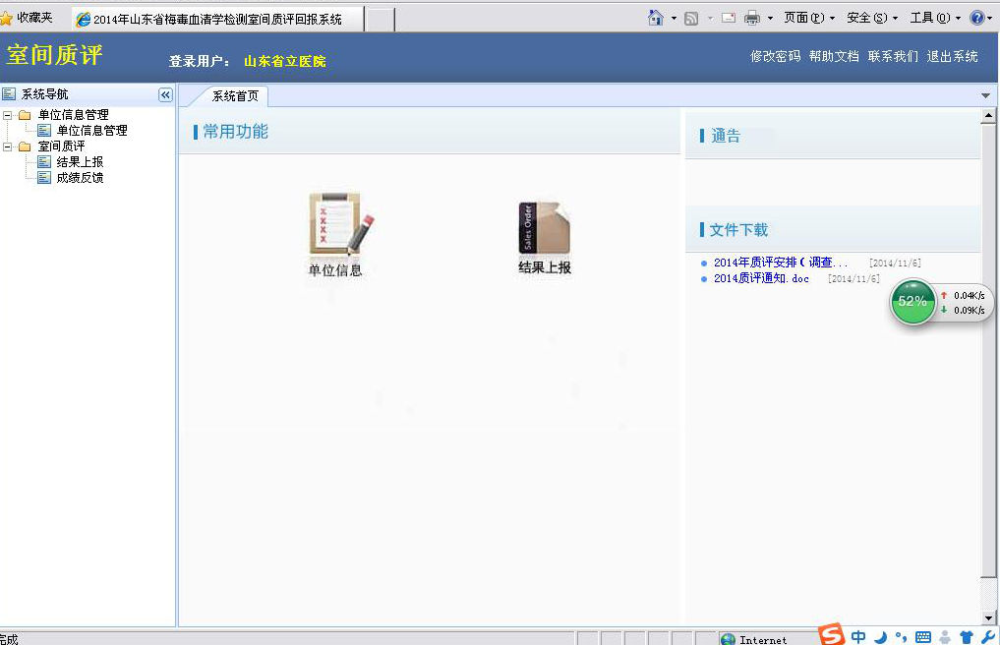 收藏夹 2014年山东省梅毒血清学检测室间质评回报系统 页面(P) 安全(S) 工具(O)
室间质评 登录用户： 山东省立医院 修改密码 帮助文档 联系我们 退出系统
系统导航
单位信息管理
单位信息管理
室间质评
结果上报
成绩反馈
系统首页
常用功能
Sales Order
单位信息
结果上报
通告
文件下载
2014年质评安排(调查... [2014/11/6]
2014质评通知.doc [2014/11/6]
52% 0.04K/s
0.09K/s
完成 Internet
S 中